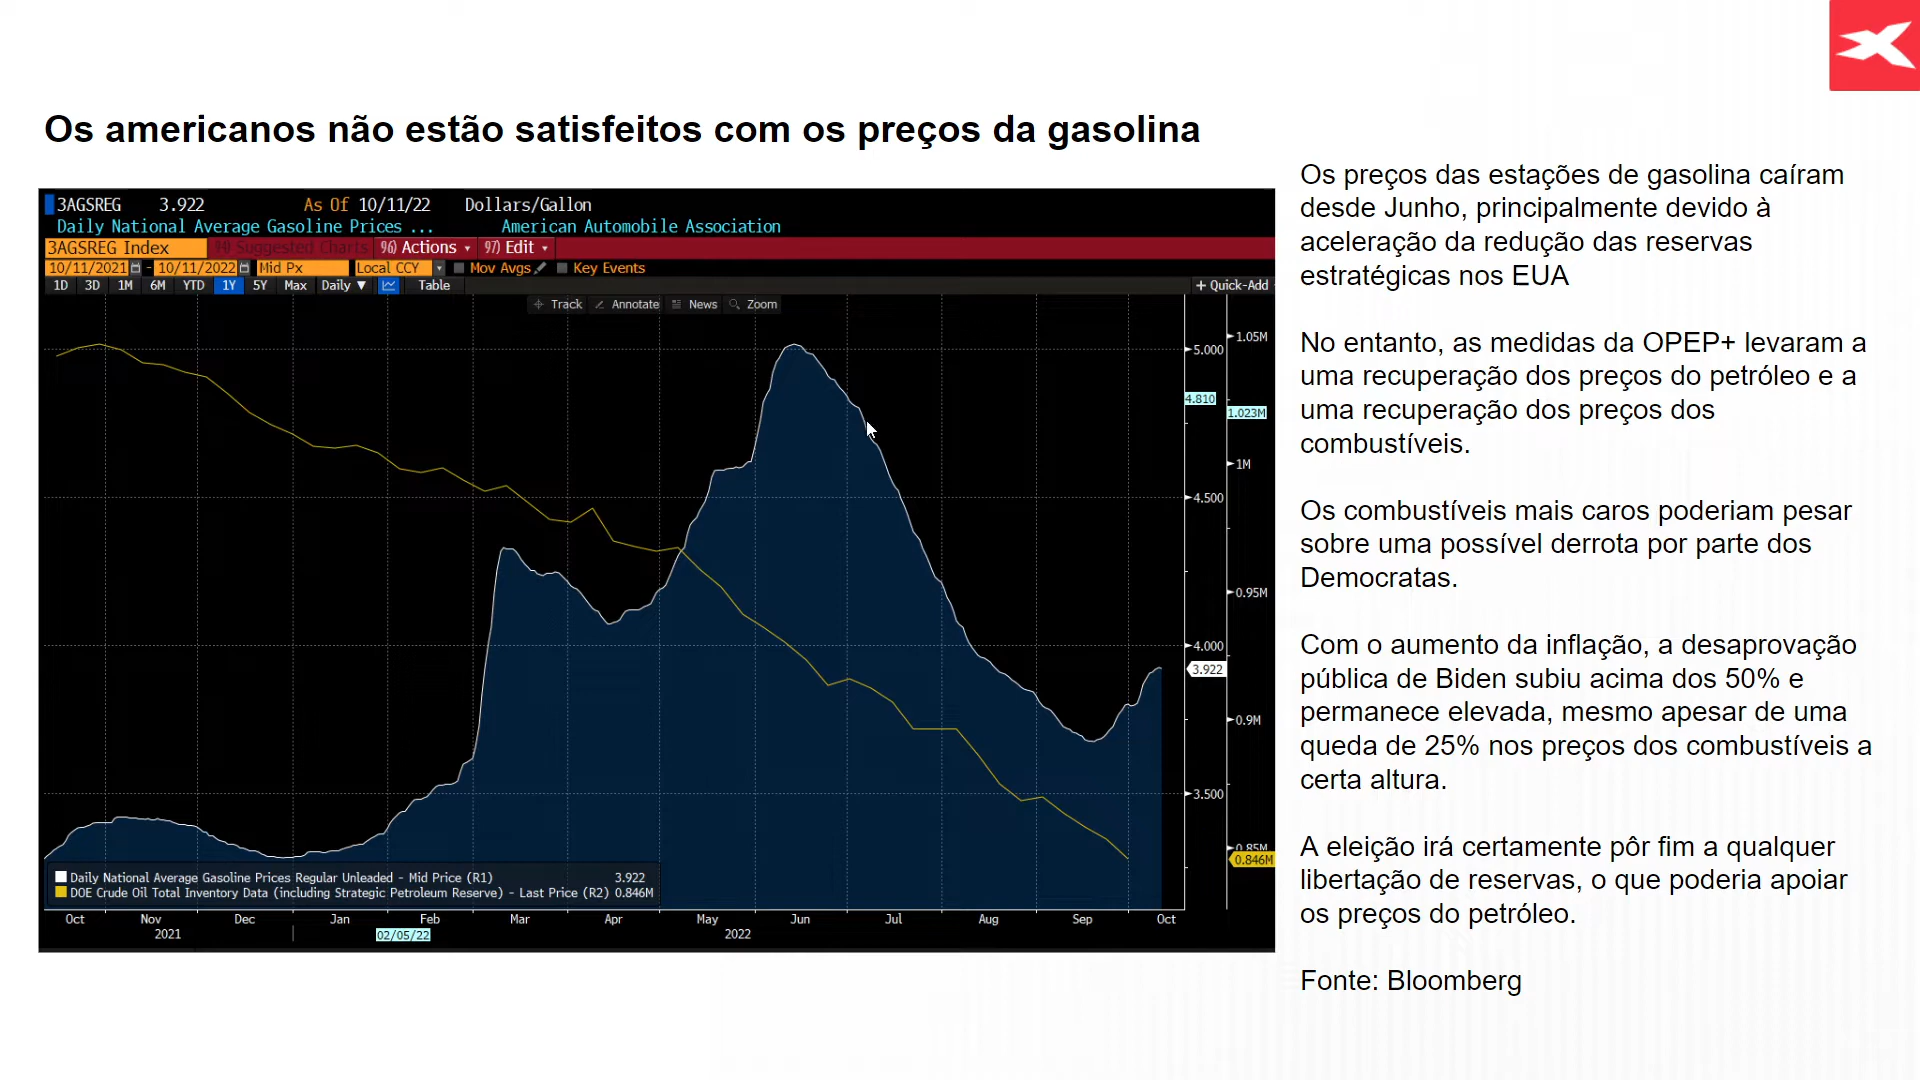 Os americanos não estão satisfeitos com os preços da gasolina
3AGSREG 3.922 As Of 10/11/22 Dollars/Gallon
Daily National Average Gasoline Prices ... American Automobile Association
3AGSREG Index 94) Suggested Charts 96) Actions 97) Edit
10/11/2021 - 10/11/2022 Mid Px Local CCY Mov Avgs Key Events
1D 3D 1M 6M YTD 1Y 5Y Max Daily ▼ Table + Quick-Add
Track Annotate News Zoom
1.05M
5.000
4.810
1.023M
1M
4.500
0.95M
4.000
3.922
0.9M
3.500
0.85M
0.846M
Daily National Average Gasoline Prices Regular Unleaded - Mid Price (R1) 3.922
DOE Crude Oil Total Inventory Data (including Strategic Petroleum Reserve) - Last Price (R2) 0.846M
Oct Nov Dec Jan Feb Mar Apr May Jun Jul Aug Sep Oct
2021 02/05/22 2022
Os preços das estações de gasolina caíram
desde Junho, principalmente devido à
aceleração da redução das reservas
estratégicas nos EUA
No entanto, as medidas da OPEP+ levaram a
uma recuperação dos preços do petróleo e a
uma recuperação dos preços dos
combustíveis.
Os combustíveis mais caros poderiam pesar
sobre uma possível derrota por parte dos
Democratas.
Com o aumento da inflação, a desaprovação
pública de Biden subiu acima dos 50% e
permanece elevada, mesmo apesar de uma
queda de 25% nos preços dos combustíveis a
certa altura.
A eleição irá certamente pôr fim a qualquer
libertação de reservas, o que poderia apoiar
os preços do petróleo.
Fonte: Bloomberg